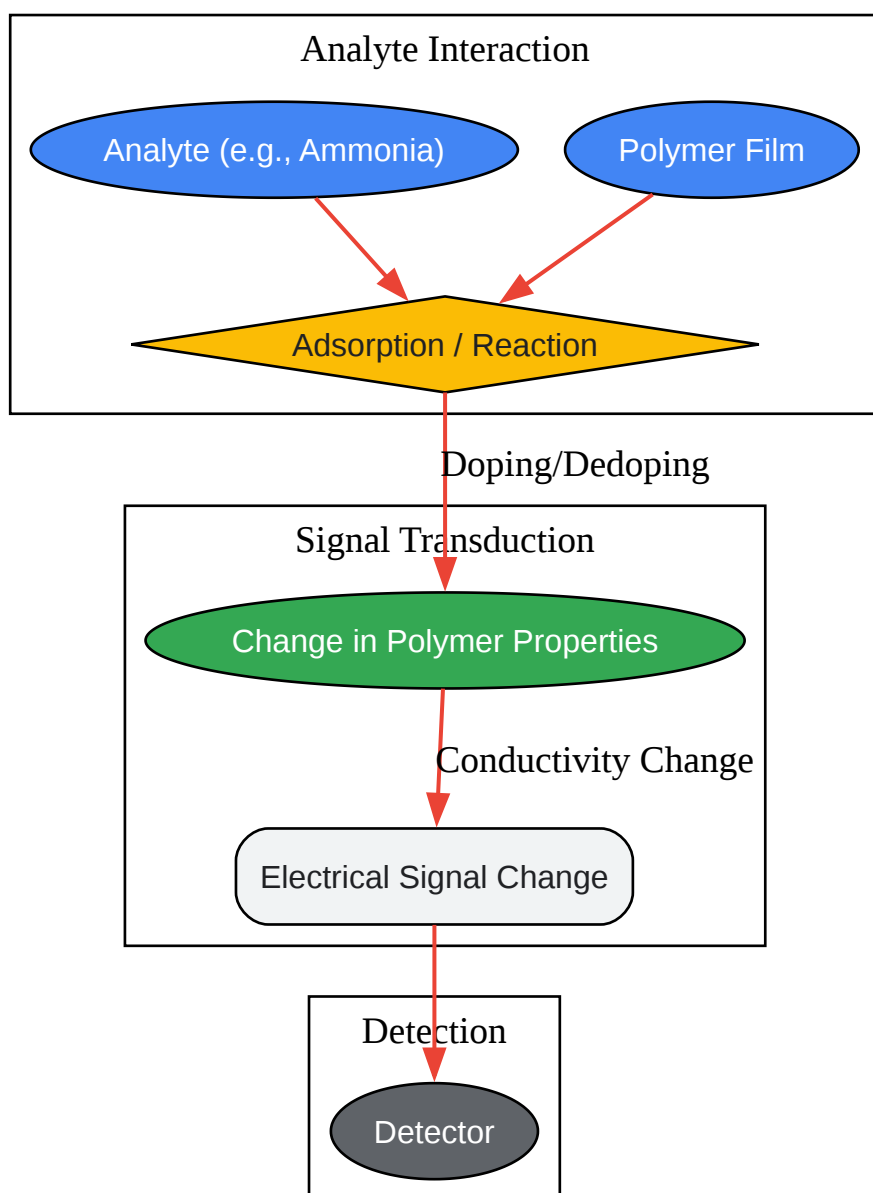 Analyte Interaction
Analyte (e.g., Ammonia)
Polymer Film
Adsorption / Reaction
Doping/Dedoping
Signal Transduction
Change in Polymer Properties
Conductivity Change
Electrical Signal Change
Detection
Detector